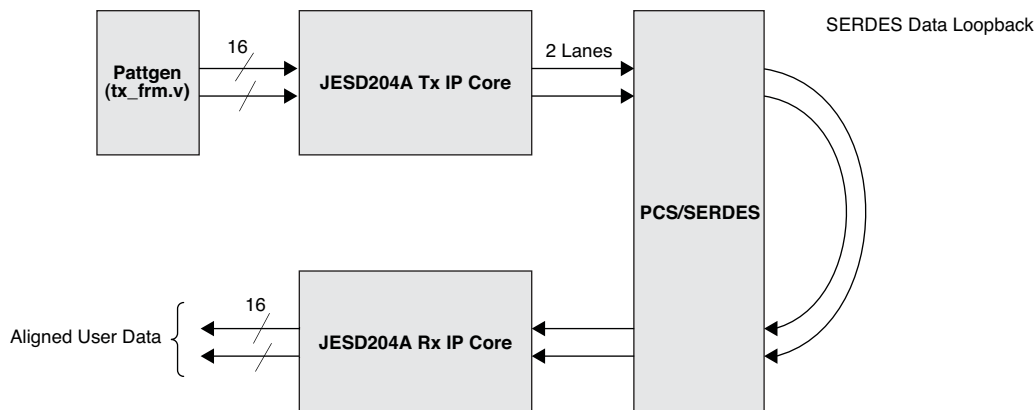 SERDES Data Loopback
16
2 Lanes
Pattgen
(tx_frm.v)
JESD204A Tx IP Core
PCS/SERDES
16
Aligned User Data
JESD204A Rx IP Core